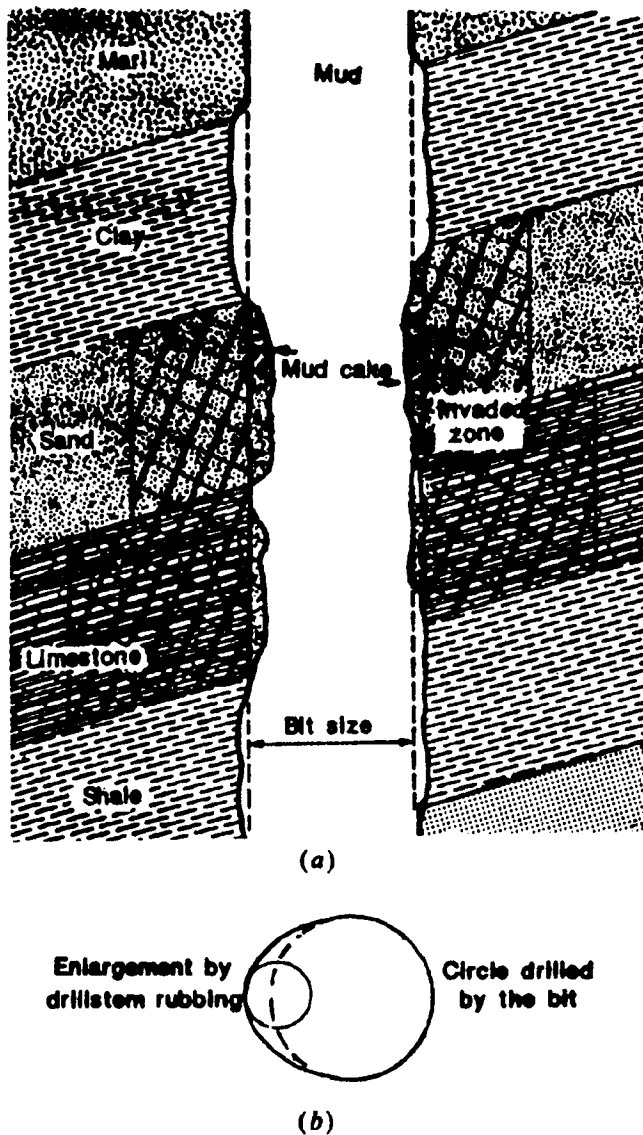 Marl
Mud
Clay
Mud cake
Invaded
zone
Sand
Limestone
Bit size
Shale
(a)
Enlargement by
drillstem rubbing
Circle drilled
by the bit
(b)